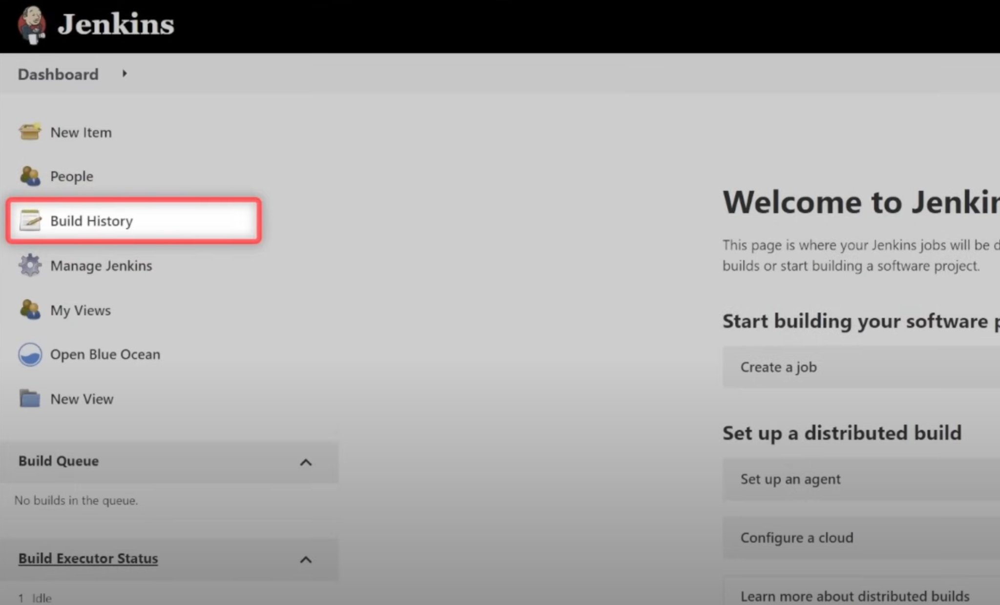 Jenkins
Dashboard
New Item
People
Build History
Manage Jenkins
My Views
Open Blue Ocean
New View
Build Queue
No builds in the queue.
Build Executor Status
1 Idle
Welcome to Jenkin
This page is where your Jenkins jobs will be d
builds or start building a software project.
Start building your software p
Create a job
Set up a distributed build
Set up an agent
Configure a cloud
Learn more about distributed builds